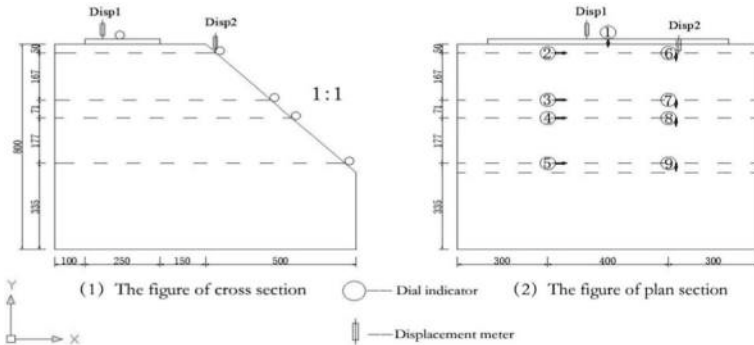 Disp1
Disp2
50
167
71
177
335
800
1:1
100
250
150
500
(1) The figure of cross section
Disp1
Disp2
①
② ⑥
③ ⑦
④ ⑧
⑤ ⑨
50
167
71
177
335
300
400
300
(2) The figure of plan section
Dial indicator
Displacement meter
Y
X